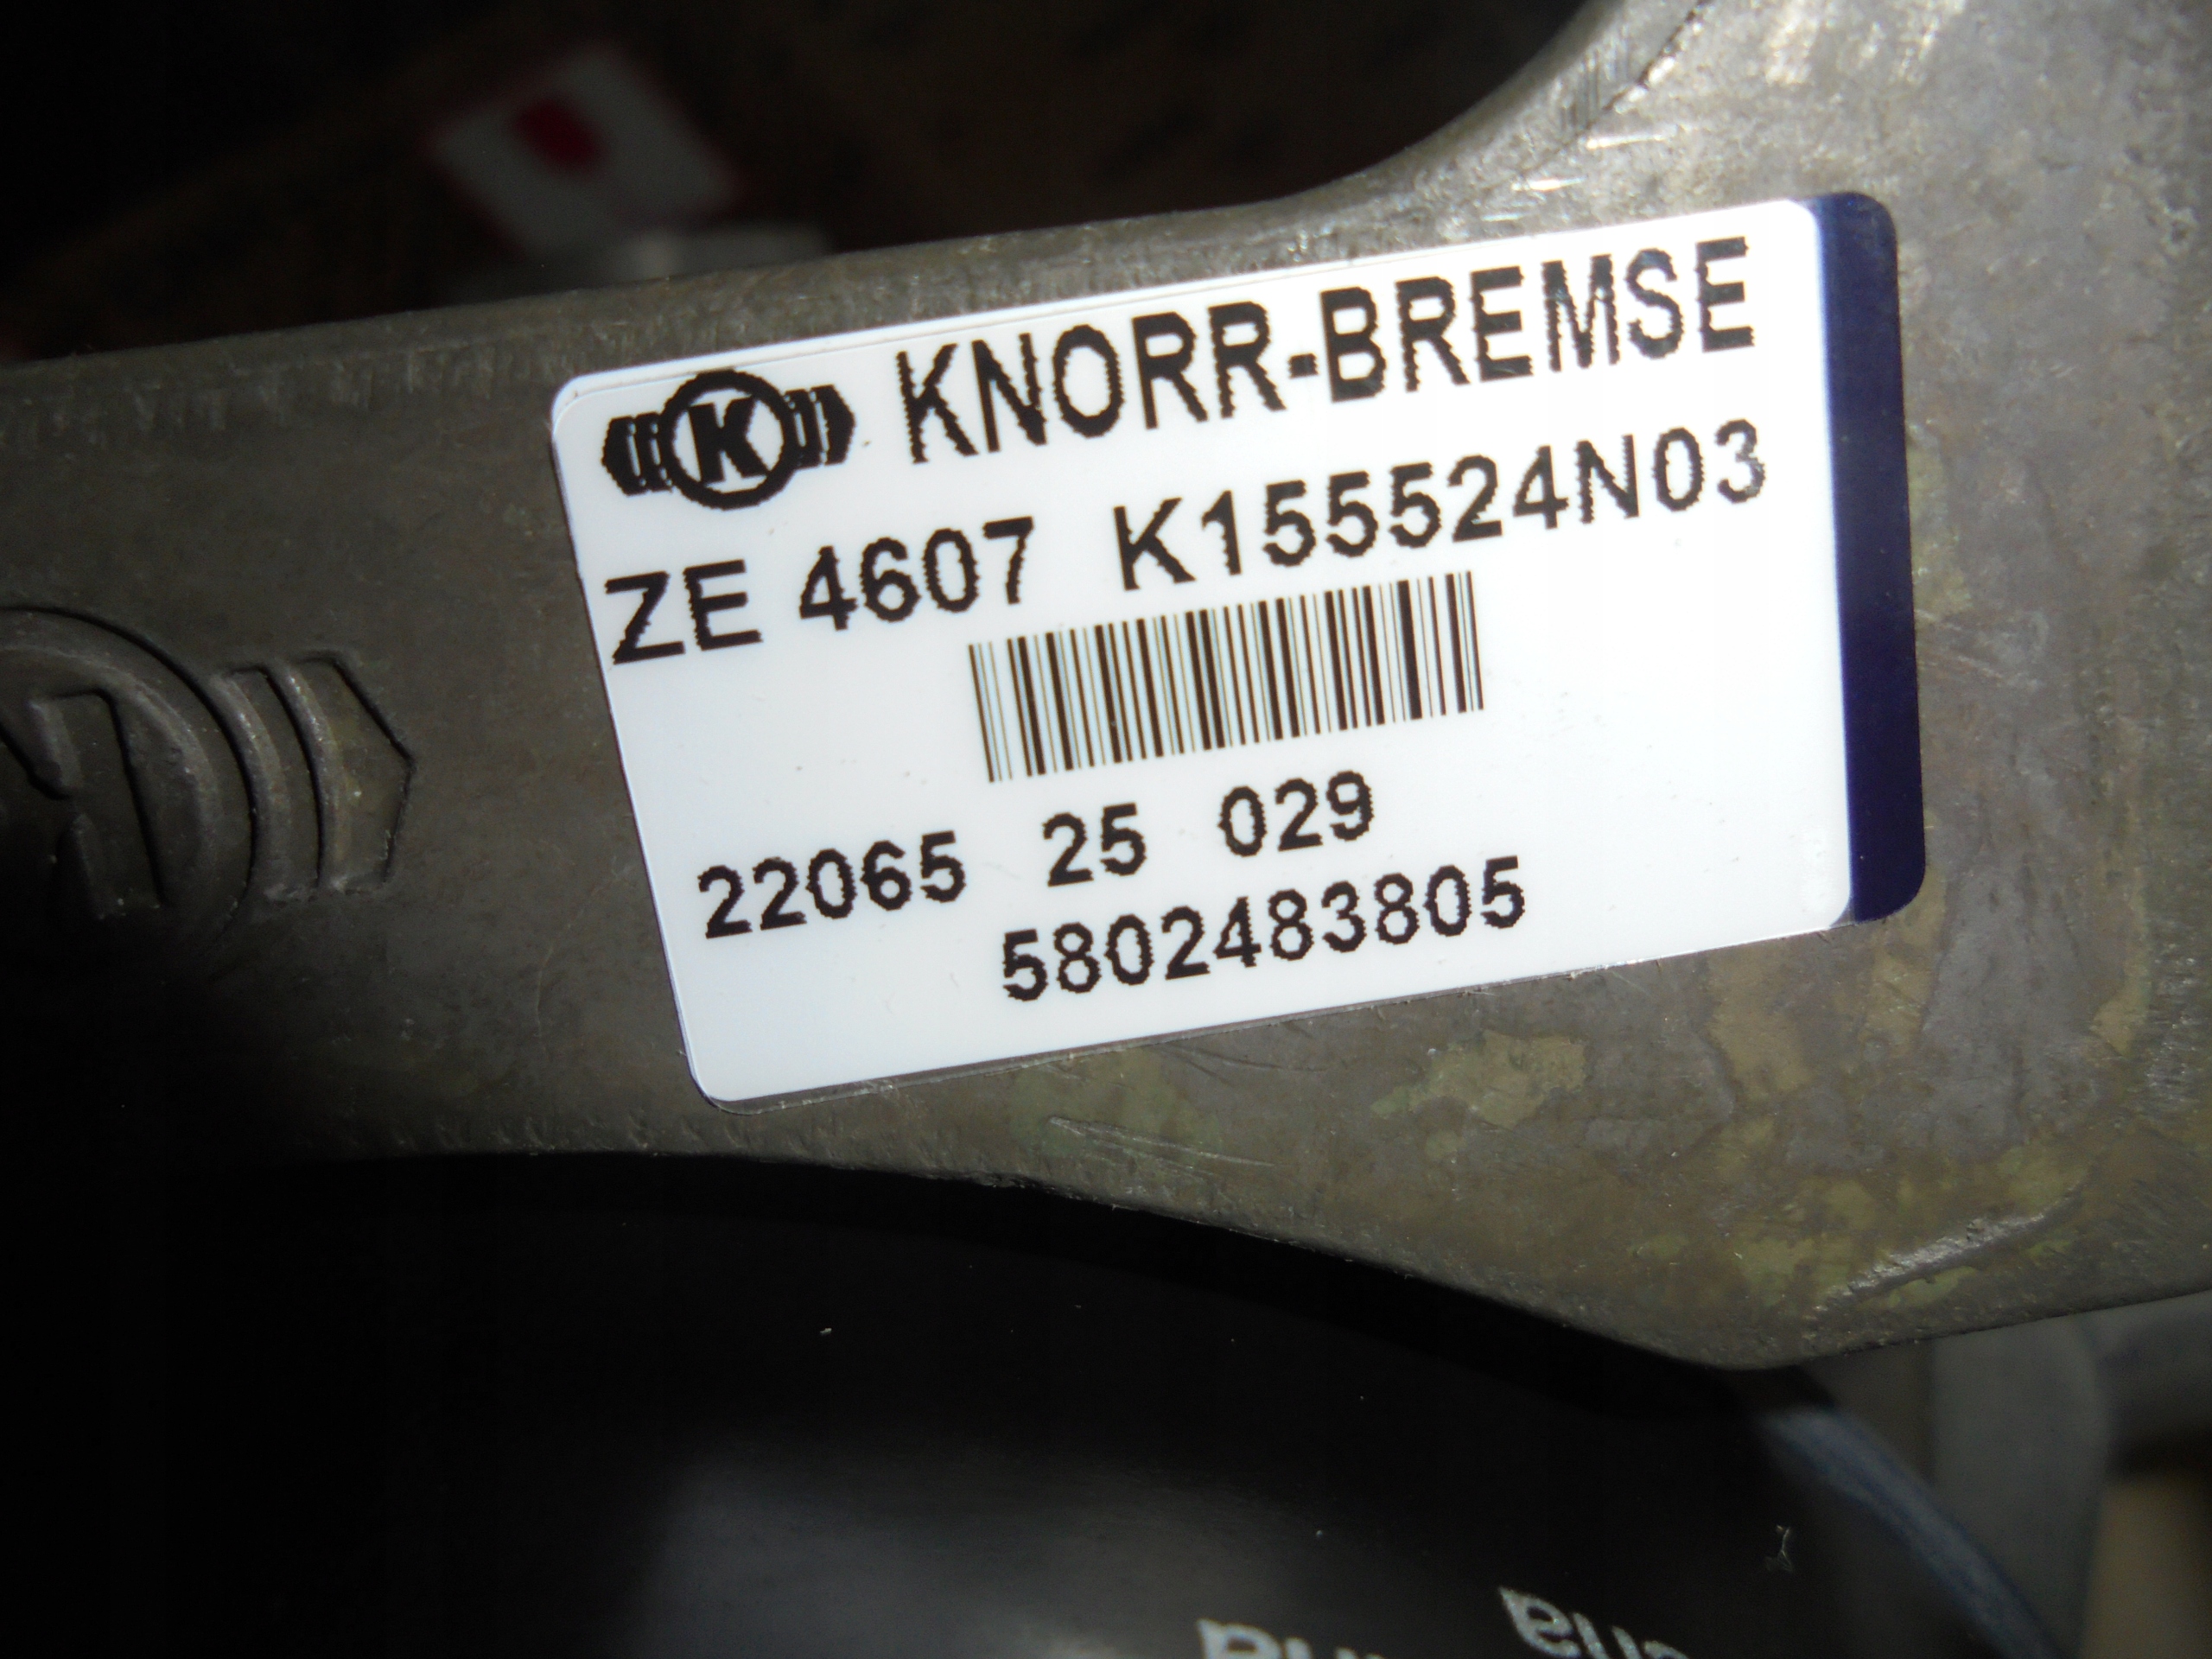 K KNORR-BREMSE
ZE 4607 K155524N03
22065 25 029
5802483805